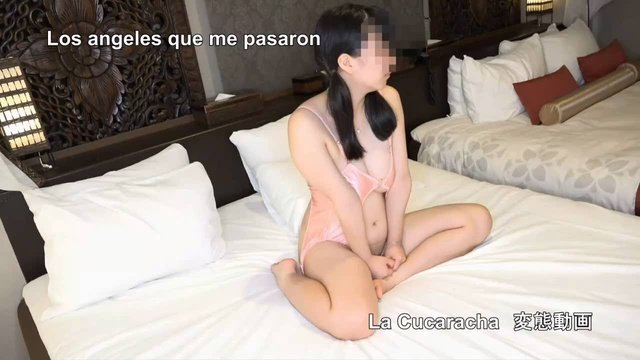 Los angeles que me pasaron
La Cucaracha 変態動画